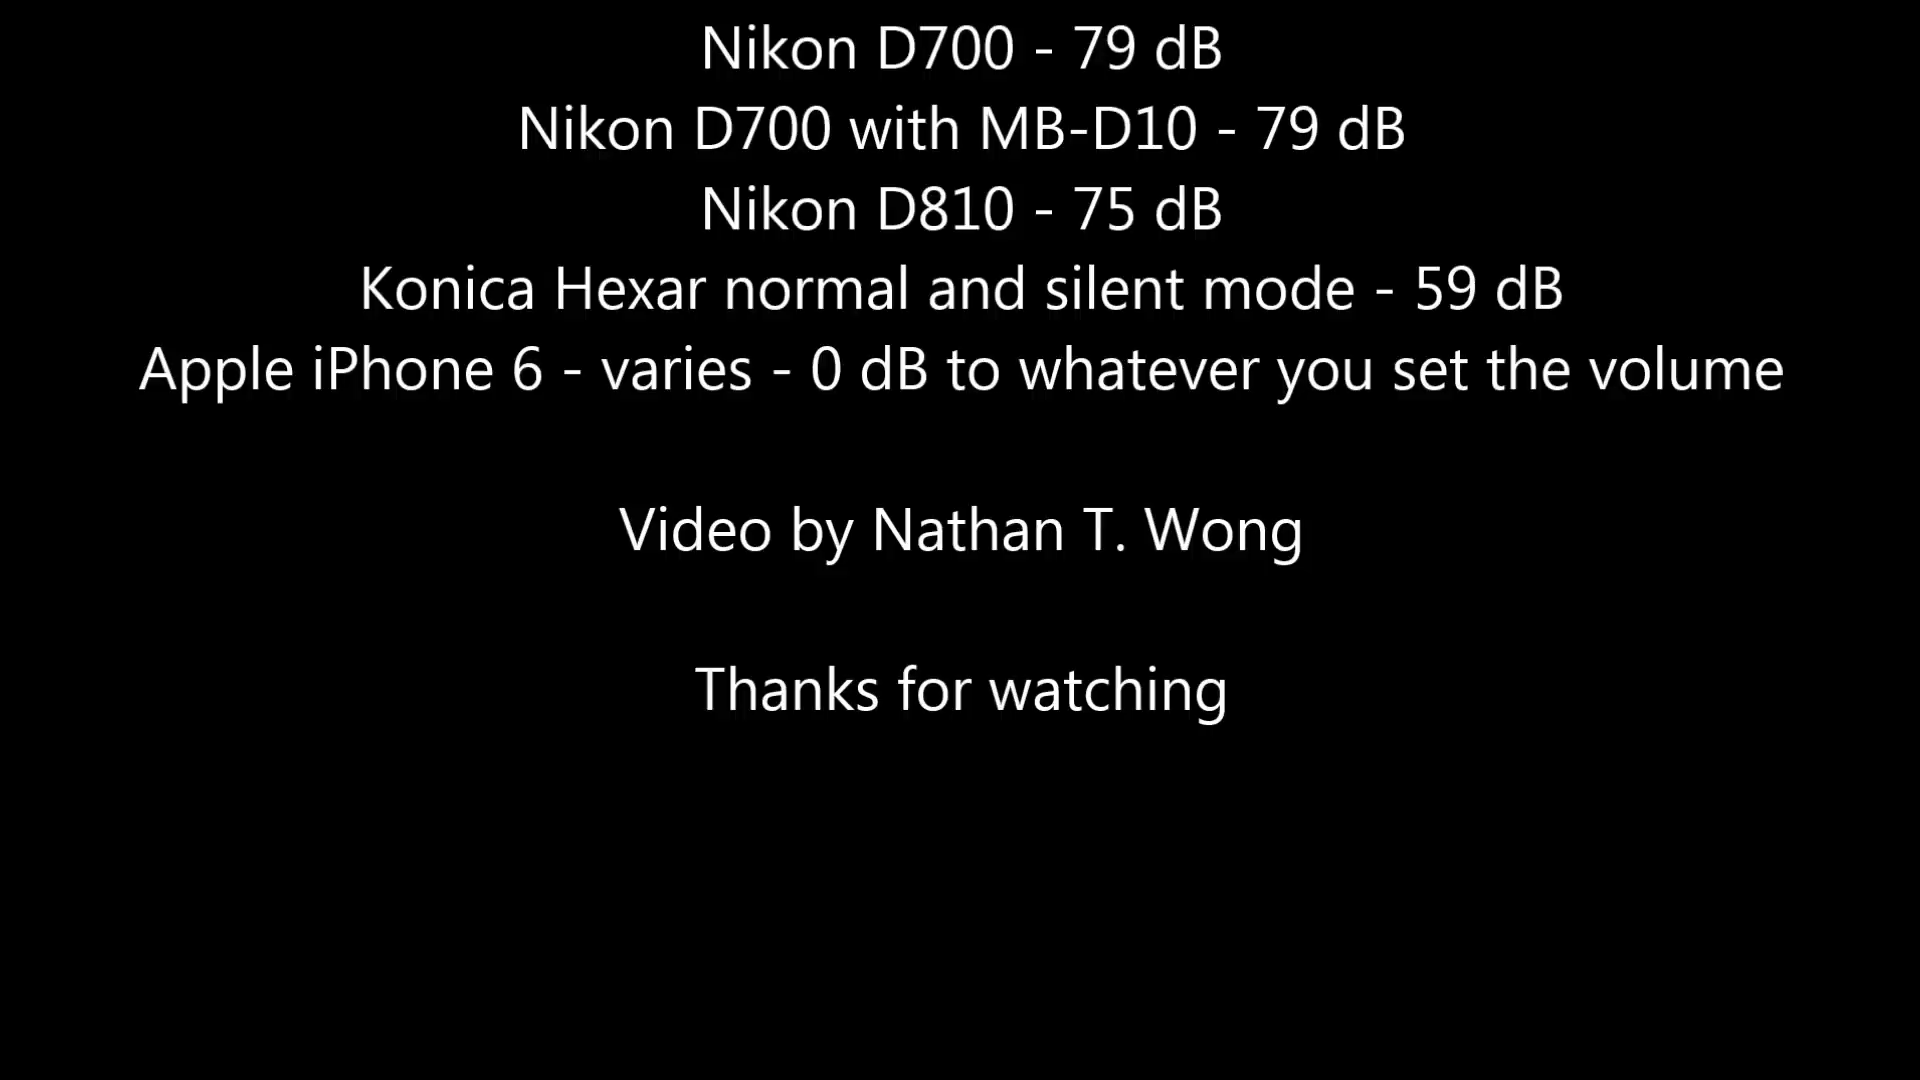 Nikon D700 - 79 dB
Nikon D700 with MB-D10 - 79 dB
Nikon D810 - 75 dB
Konica Hexar normal and silent mode - 59 dB
Apple iPhone 6 - varies - 0 dB to whatever you set the volume
Video by Nathan T. Wong
Thanks for watching